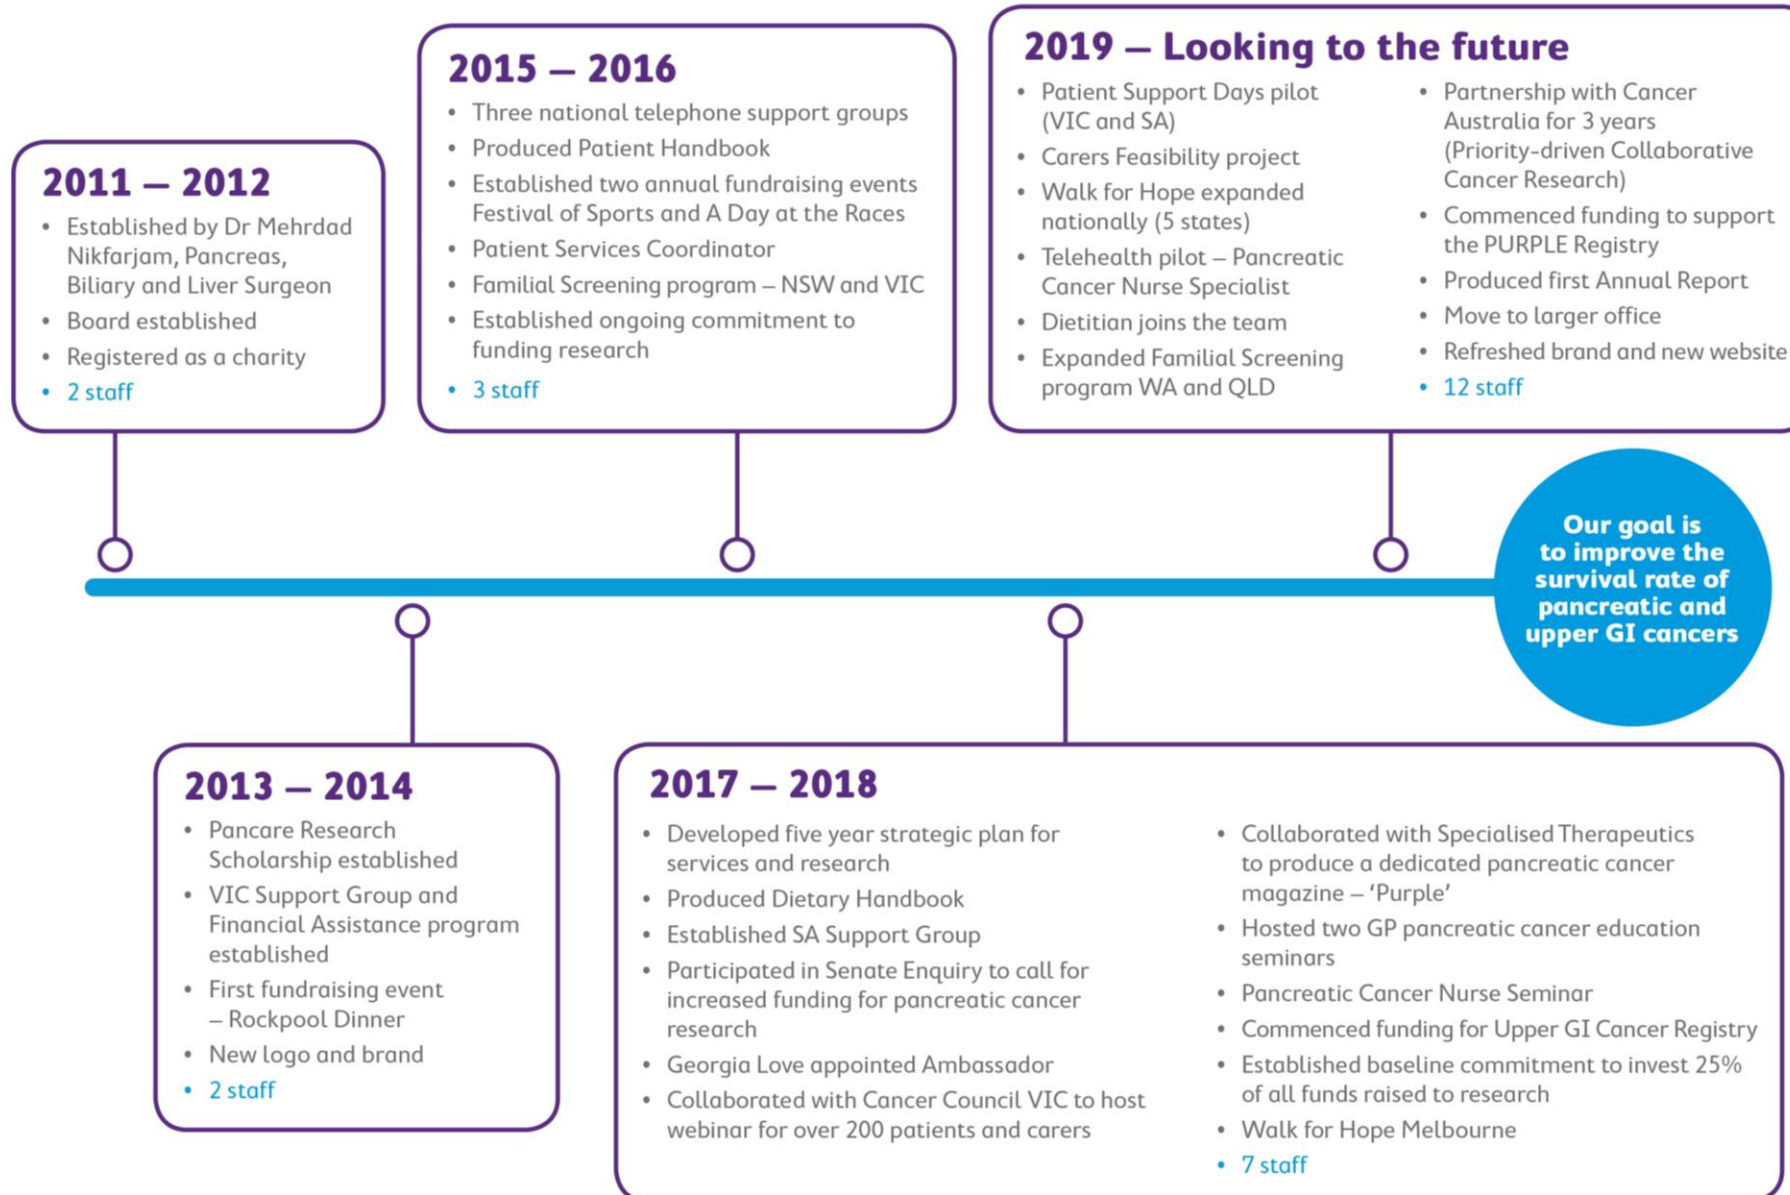 2011 – 2012
• Established by Dr Mehrdad
Nikfarjam, Pancreas,
Biliary and Liver Surgeon
• Board established
• Registered as a charity
• 2 staff
2015 – 2016
• Three national telephone support groups
• Produced Patient Handbook
• Established two annual fundraising events
Festival of Sports and A Day at the Races
• Patient Services Coordinator
• Familial Screening program – NSW and VIC
• Established ongoing commitment to
funding research
• 3 staff
2019 – Looking to the future
• Patient Support Days pilot
(VIC and SA)
• Carers Feasibility project
• Walk for Hope expanded
nationally (5 states)
• Telehealth pilot – Pancreatic
Cancer Nurse Specialist
• Dietitian joins the team
• Expanded Familial Screening
program WA and QLD
• Partnership with Cancer
Australia for 3 years
(Priority-driven Collaborative
Cancer Research)
• Commenced funding to support
the PURPLE Registry
• Produced first Annual Report
• Move to larger office
• Refreshed brand and new website
• 12 staff
Our goal is
to improve the
survival rate of
pancreatic and
upper GI cancers
2013 – 2014
• Pancare Research
Scholarship established
• VIC Support Group and
Financial Assistance program
established
• First fundraising event
– Rockpool Dinner
• New logo and brand
• 2 staff
2017 – 2018
• Developed five year strategic plan for
services and research
• Produced Dietary Handbook
• Established SA Support Group
• Participated in Senate Enquiry to call for
increased funding for pancreatic cancer
research
• Georgia Love appointed Ambassador
• Collaborated with Cancer Council VIC to host
webinar for over 200 patients and carers
• Collaborated with Specialised Therapeutics
to produce a dedicated pancreatic cancer
magazine – ‘Purple’
• Hosted two GP pancreatic cancer education
seminars
• Pancreatic Cancer Nurse Seminar
• Commenced funding for Upper GI Cancer Registry
• Established baseline commitment to invest 25%
of all funds raised to research
• Walk for Hope Melbourne
• 7 staff